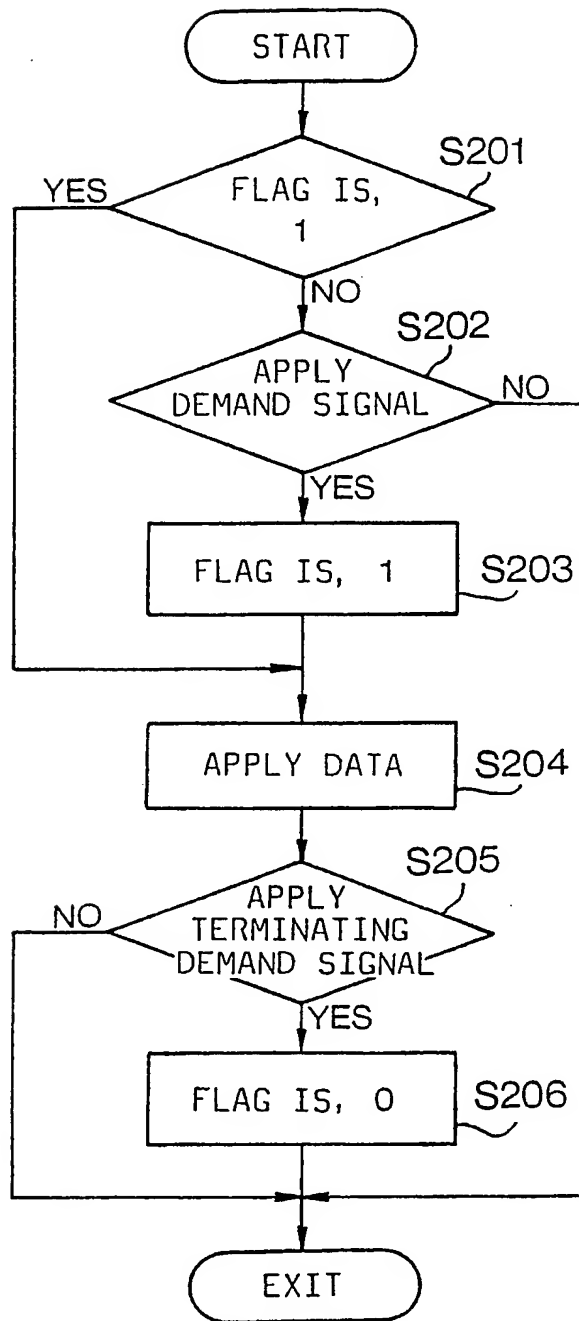 START
S201
YES
FLAG IS,
1
NO
S202
APPLY
DEMAND SIGNAL
NO
YES
FLAG IS, 1
S203
APPLY DATA
S204
S205
NO
APPLY
TERMINATING
DEMAND SIGNAL
YES
FLAG IS, 0
S206
EXIT